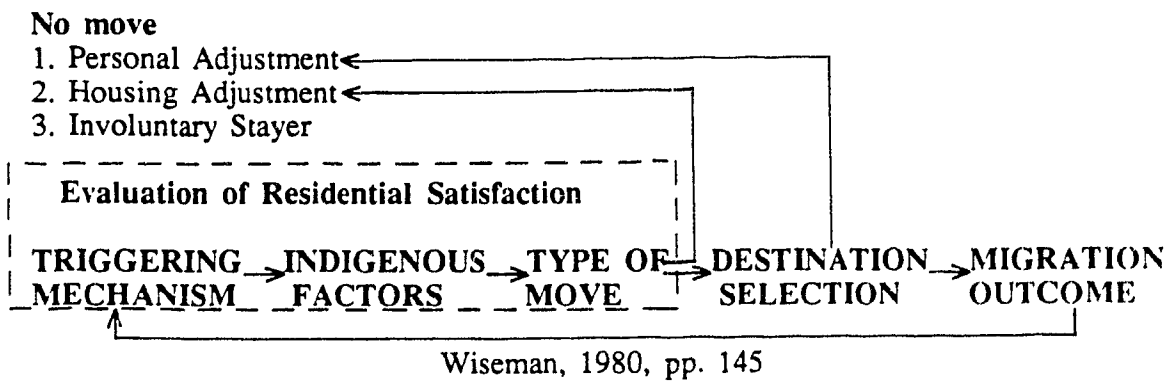 No move
1. Personal Adjustment
2. Housing Adjustment
3. Involuntary Stayer
Evaluation of Residential Satisfaction
TRIGGERING MECHANISM
INDIGENOUS FACTORS
TYPE OF MOVE
DESTINATION SELECTION
MIGRATION OUTCOME
Wiseman, 1980, pp. 145